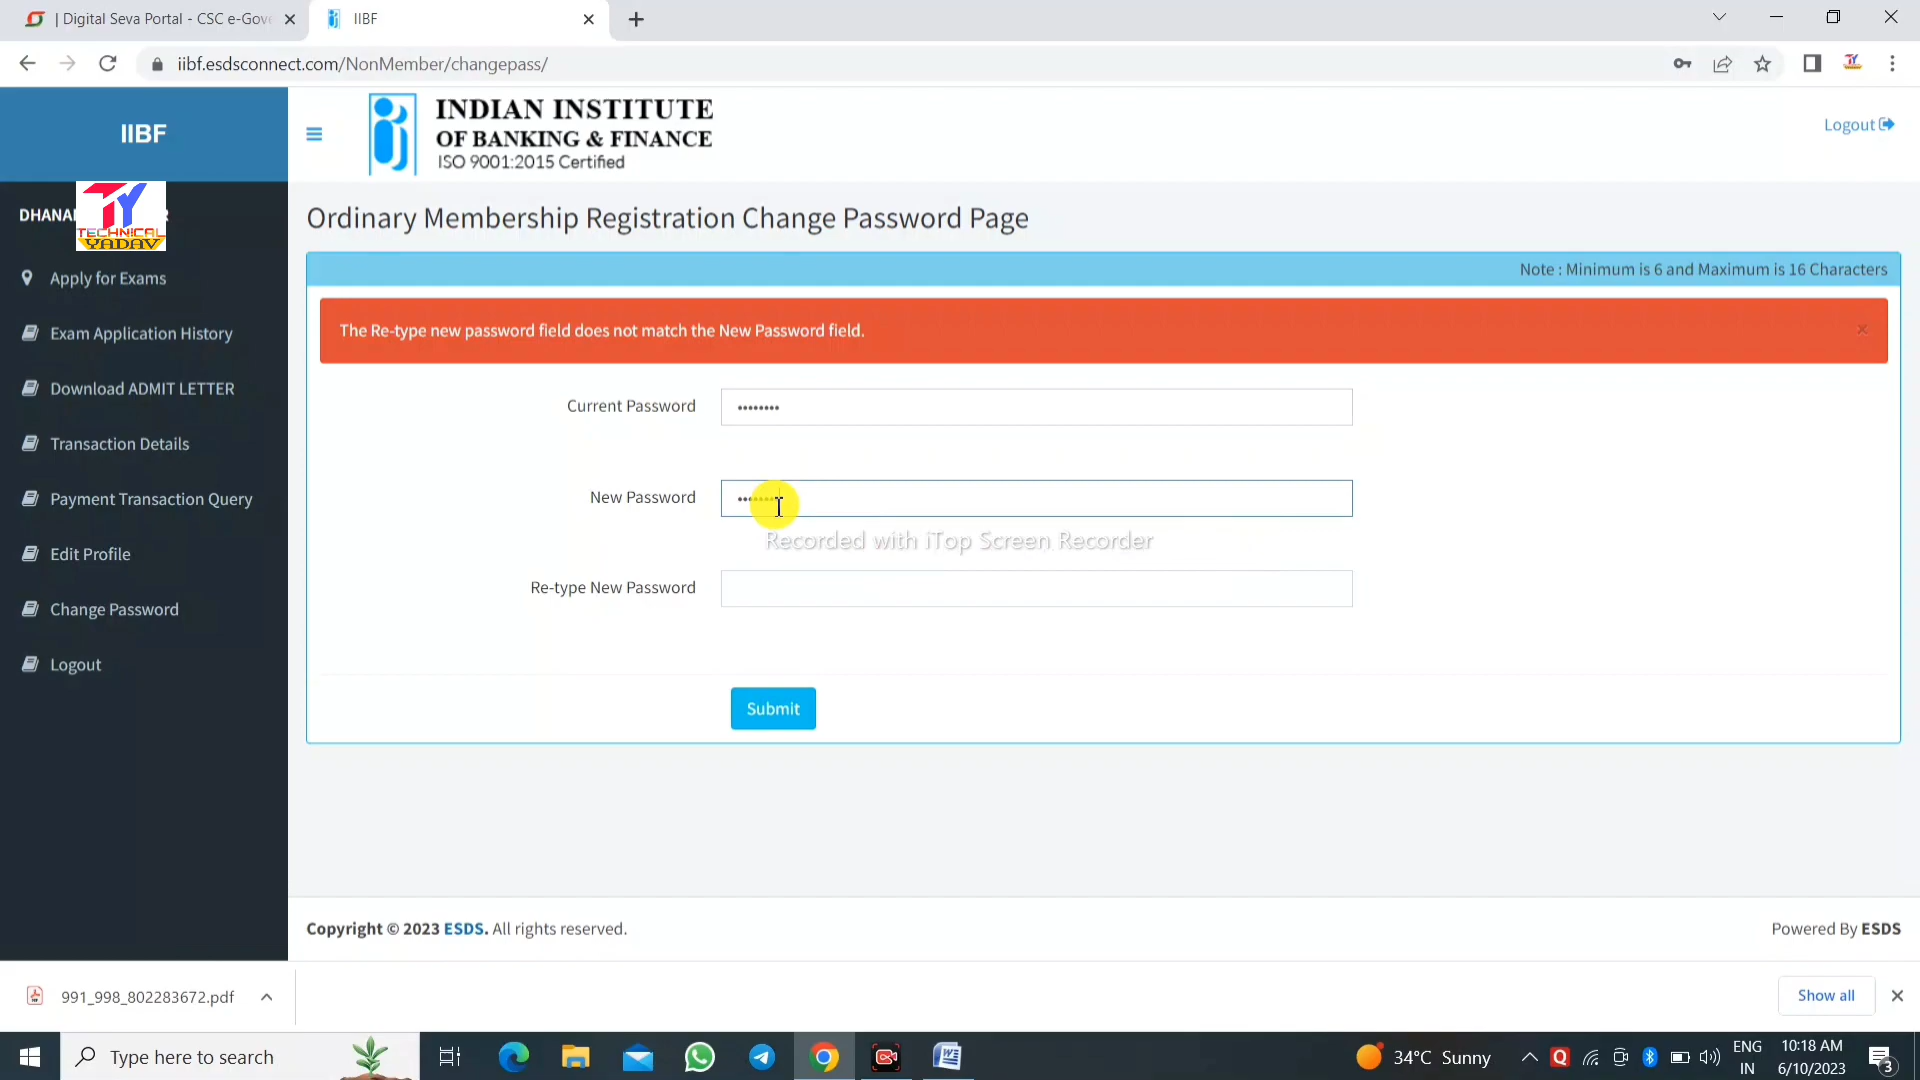 | Digital Seva Portal - CSC e-Gove
IIBF
iibf.esdsconnect.com/NonMember/changepass/
IIBF
INDIAN INSTITUTE
OF BANKING & FINANCE
ISO 9001:2015 Certified
Logout
DHANA
R
TY
TECHNICAL
YADAV
Ordinary Membership Registration Change Password Page
Note : Minimum is 6 and Maximum is 16 Characters
Apply for Exams
Exam Application History
Download ADMIT LETTER
Transaction Details
Payment Transaction Query
Edit Profile
Change Password
Logout
The Re-type new password field does not match the New Password field.
Current Password
New Password
Recorded with iTop Screen Recorder
Re-type New Password
Submit
Copyright © 2023 ESDS. All rights reserved.
Powered By ESDS
991_998_802283672.pdf
Show all
Type here to search
34°C Sunny
ENG
IN
10:18 AM
6/10/2023
3